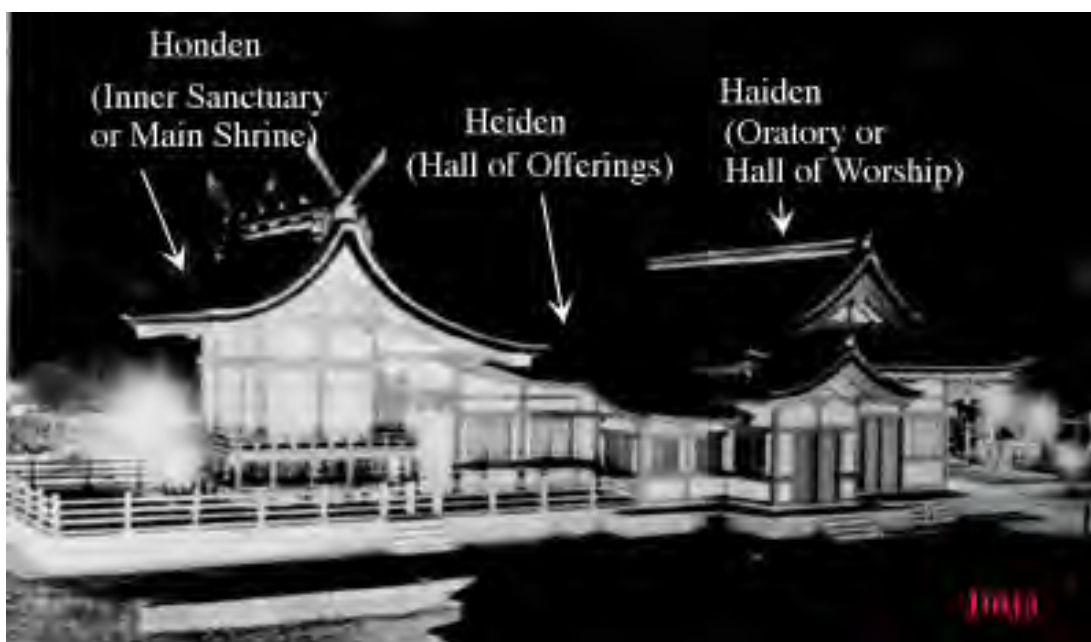 Honden
(Inner Sanctuary
or Main Shrine)
Heiden
(Hall of Offerings)
Haiden
(Oratory or
Hall of Worship)